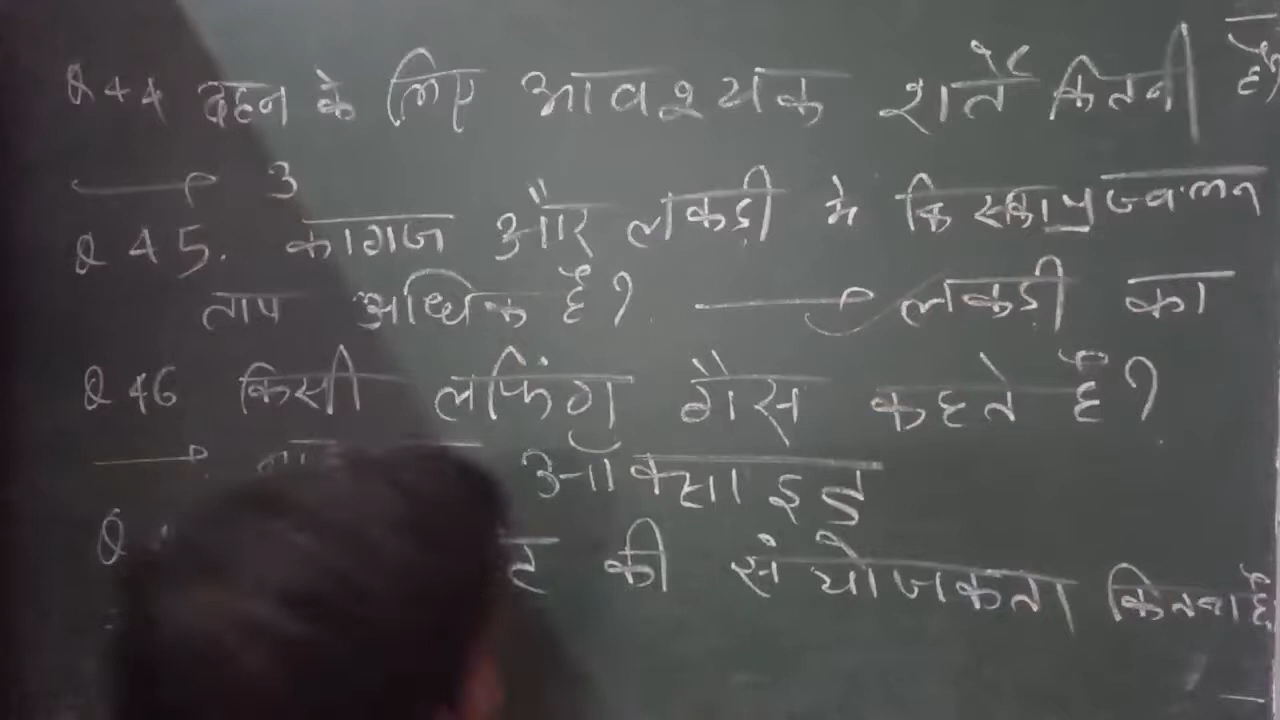 Q 44 दहन के लिए आवश्यक शर्तें कितनी है
3
Q 45. कागज और लकडी मे किसका प्रज्वलन
ताप अधिक है? लकडी का
Q 46 किसी लाफिंग गैस कहते है?
ऑक्साइड
Q की संयोजकता कितना है